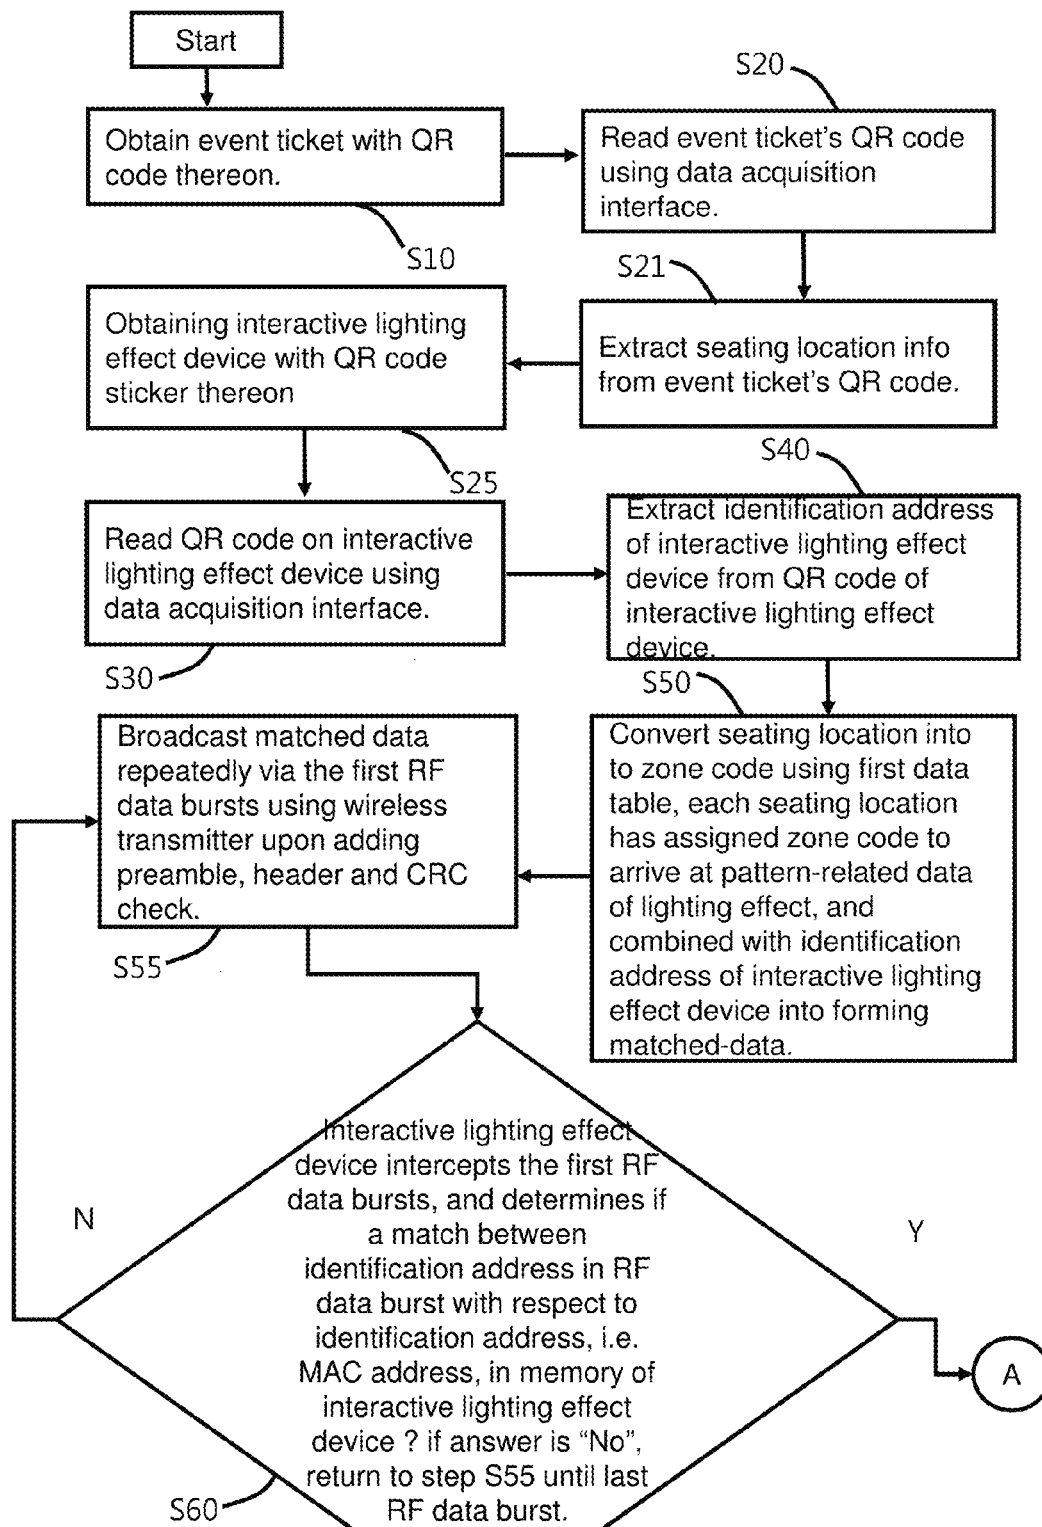 Start
Obtain event ticket with QR
code thereon.
S10
S20
Read event ticket's QR code
using data acquisition
interface.
S21
Extract seating location info
from event ticket's QR code.
Obtaining interactive lighting
effect device with QR code
sticker thereon
S25
Read QR code on interactive
lighting effect device using
data acquisition interface.
S30
S40
Extract identification address
of interactive lighting effect
device from QR code of
interactive lighting effect
device.
S50
Convert seating location into
to zone code using first data
table, each seating location
has assigned zone code to
arrive at pattern-related data
of lighting effect, and
combined with identification
address of interactive lighting
effect device into forming
matched-data.
Broadcast matched data
repeatedly via the first RF
data bursts using wireless
transmitter upon adding
preamble, header and CRC
check.
S55
Interactive lighting effect
device intercepts the first RF
data bursts, and determines if
a match between
identification address in RF
data burst with respect to
identification address, i.e.
MAC address, in memory of
interactive lighting effect
device ? if answer is “No”,
return to step S55 until last
RF data burst.
N
Y
A
S60